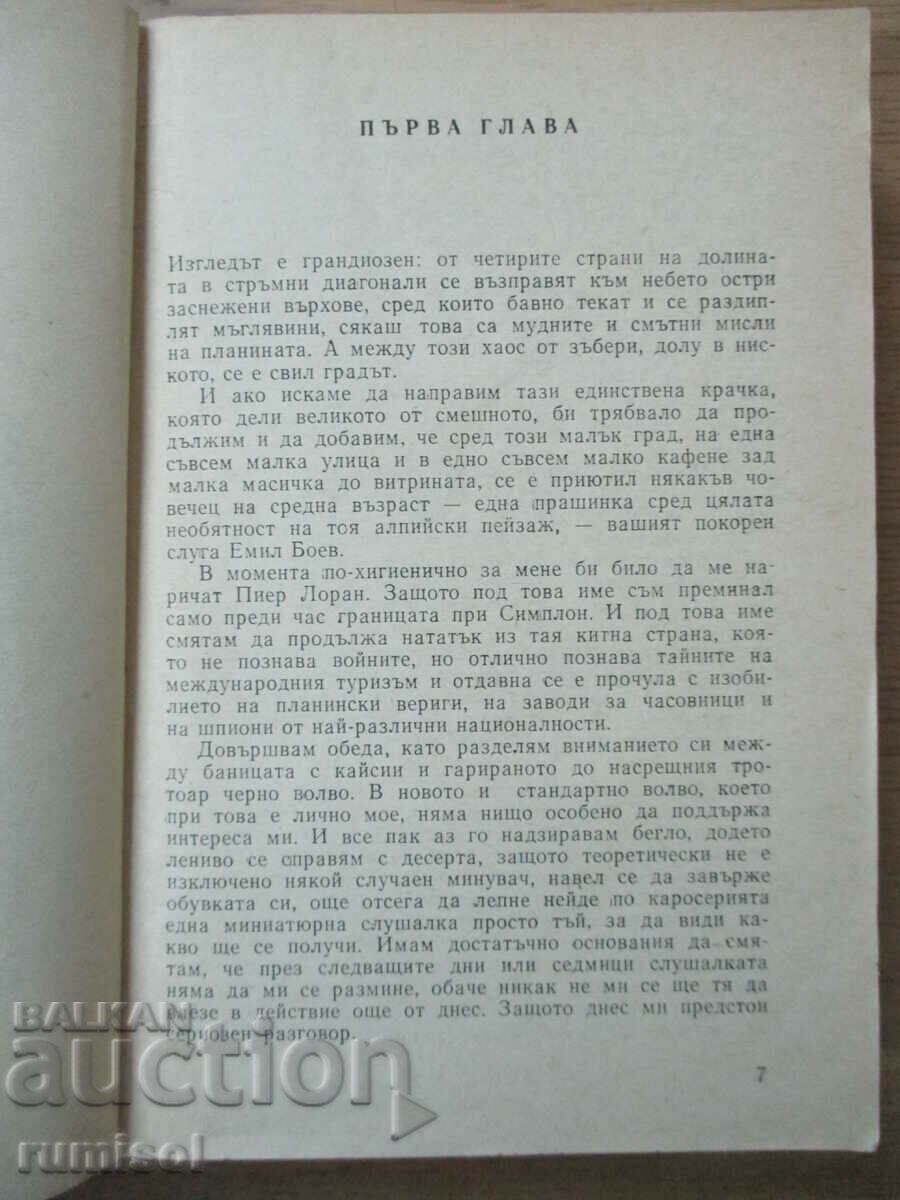 ПЪРВА ГЛАВА
Изгледът е грандиозен: от четирите страни на долина-
та в стръмни диагонали се възправят към небето остри
заснежени върхове, сред които бавно текат и се раздип-
лят мъглявини, сякаш това са мудните и смътни мисли
на планината. А между този хаос от зъбери, долу в нис-
кото, се е свил градът.
И ако искаме да направим тази единствена крачка,
която дели великото от смешното, би трябвало да про-
дължим и да добавим, че сред този малък град, на една
съвсем малка улица и в едно съвсем малко кафене зад
малка масичка до витрината, се е приютил някакъв чо-
вечец на средна възраст — една прашинка сред цялата
необятност на тоя алпийски пейзаж, — вашият покорен
слуга Емил Боев.
В момента по-хигиенично за мене би било да ме на-
ричат Пиер Лоран. Защото под това име съм преминал
само преди час границата при Симплон. И под това име
смятам да продължа нататък из тая китна страна, коя-
то не познава войните, но отлично познава тайните на
международния туризъм и отдавна се е прочула с изоби-
лието на планински вериги, на заводи за часовници и
на шпиони от най-различни националности.
Довършвам обеда, като разделям вниманието си меж-
ду баницата с кайсии и гарираното до насрещния тро-
тоар черно волво. В новото и стандартно волво, което
при това е лично мое, няма нищо особено да поддържа
интереса ми. И все пак аз го надзиравам бегло, додето
лениво се оправям с десерта, защото теоретически не е
изключено някой случаен минувач, навел се да завърже
обувката си, още отсега да лепне нейде по каросерията
една миниатюрна слушалка просто тъй, за да види ка-
кво ще се получи. Имам достатъчно основания да смя-
там, че през следващите дни или седмици слушалката
няма да ми се размине, обаче никак не ми се ще тя да
влезе в действие още от днес. Защото днес ми предстои
сериозен разговор.
7
BALKAN
auction
rumisol